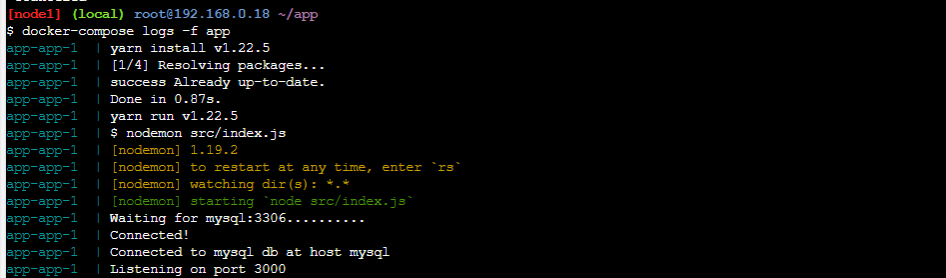 [node1] (local) root@192.168.0.18 ~/app
$ docker-compose logs -f app
app-app-1  | yarn install v1.22.5
app-app-1  | [1/4] Resolving packages...
app-app-1  | success Already up-to-date.
app-app-1  | Done in 0.87s.
app-app-1  | yarn run v1.22.5
app-app-1  | $ nodemon src/index.js
app-app-1  | [nodemon] 1.19.2
app-app-1  | [nodemon] to restart at any time, enter `rs`
app-app-1  | [nodemon] watching dir(s): *.*
app-app-1  | [nodemon] starting `node src/index.js`
app-app-1  | Waiting for mysql:3306..........
app-app-1  | Connected!
app-app-1  | Connected to mysql db at host mysql
app-app-1  | Listening on port 3000